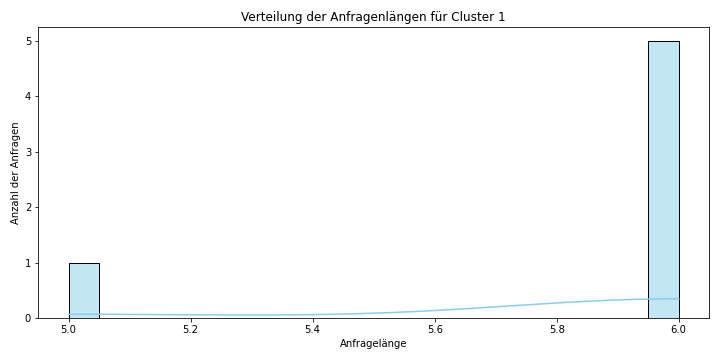 Verteilung der Anfragenlängen für Cluster 1
Anzahl der Anfragen
5
4
3
2
1
0
5.0 5.2 5.4 5.6 5.8 6.0
Anfragelänge